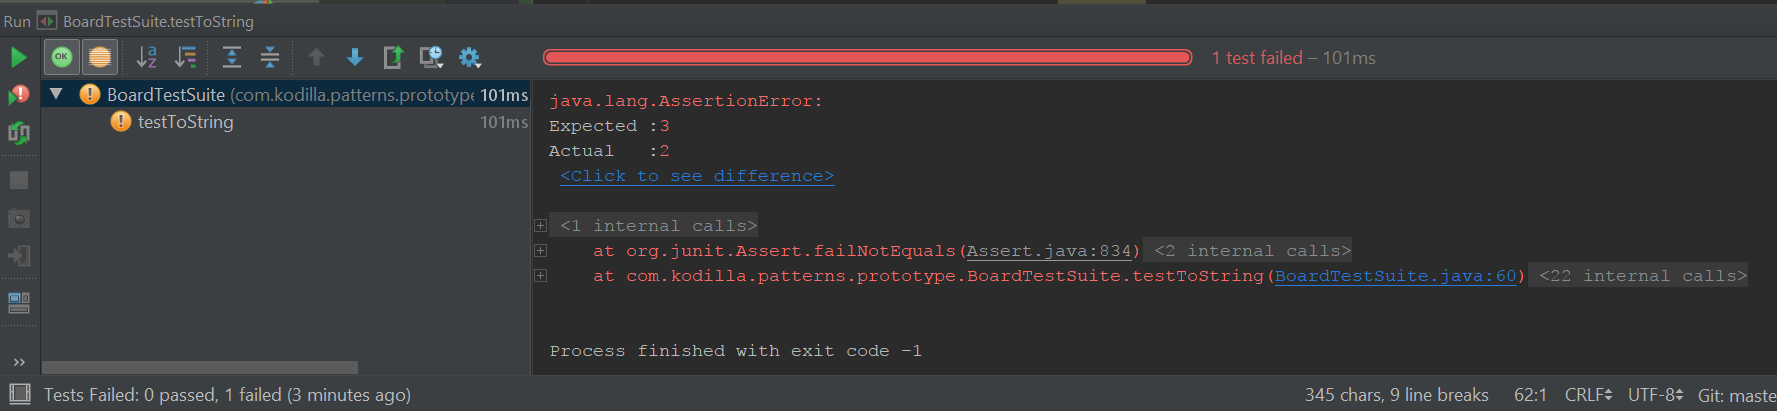 Run BoardTestSuite.testToString
OK
a
z
1 test failed – 101ms
BoardTestSuite (com.kodilla.patterns.prototype 101ms
testToString 101ms
java.lang.AssertionError:
Expected :3
Actual :2
<Click to see difference>
<1 internal calls>
at org.junit.Assert.failNotEquals(Assert.java:834) <2 internal calls>
at com.kodilla.patterns.prototype.BoardTestSuite.testToString(BoardTestSuite.java:60) <22 internal calls>
Process finished with exit code -1
Tests Failed: 0 passed, 1 failed (3 minutes ago) 345 chars, 9 line breaks 62:1 CRLF UTF-8 Git: maste